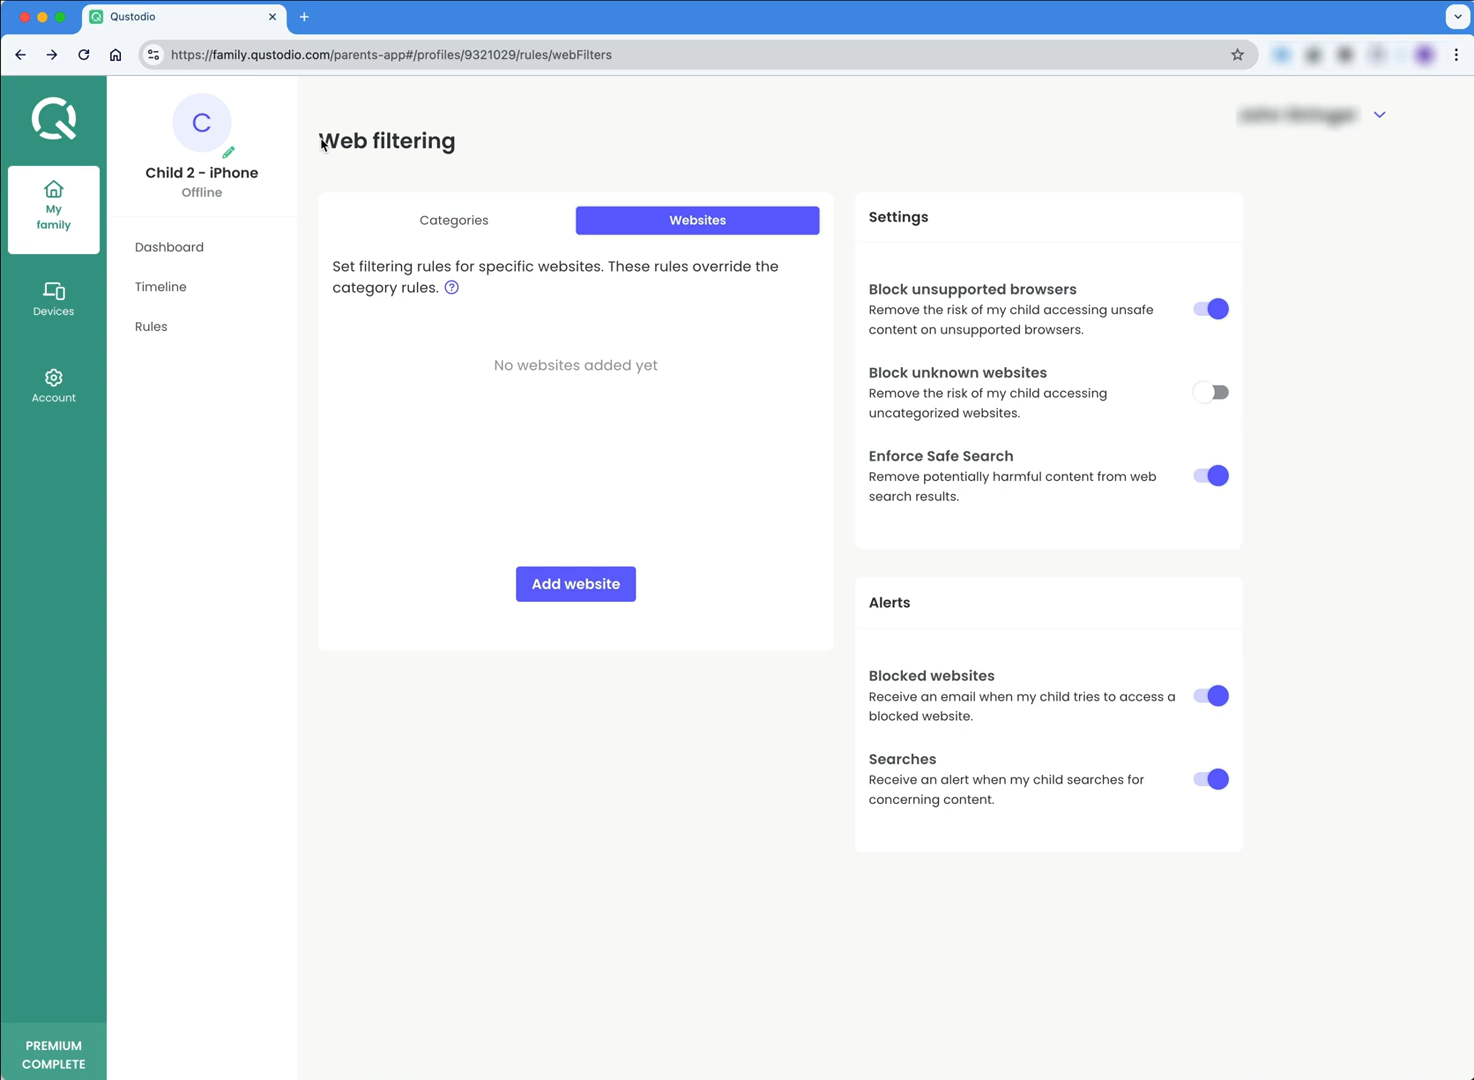 Qustodio
https://family.qustodio.com/parents-app#/profiles/9321029/rules/webFilters
My
family
Devices
Account
PREMIUM
COMPLETE
C
Child 2 - iPhone
Offline
Dashboard
Timeline
Rules
Web filtering
Categories
Websites
Set filtering rules for specific websites. These rules override the
category rules. ?
No websites added yet
Add website
Settings
Block unsupported browsers
Remove the risk of my child accessing unsafe
content on unsupported browsers.
Block unknown websites
Remove the risk of my child accessing
uncategorized websites.
Enforce Safe Search
Remove potentially harmful content from web
search results.
Alerts
Blocked websites
Receive an email when my child tries to access a
blocked website.
Searches
Receive an alert when my child searches for
concerning content.